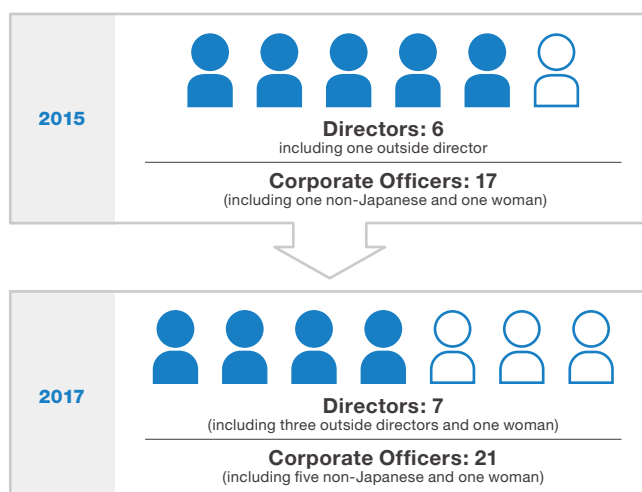 2015
Directors: 6
including one outside director
Corporate Officers: 17
(including one non-Japanese and one woman)
2017
Directors: 7
(including three outside directors and one woman)
Corporate Officers: 21
(including five non-Japanese and one woman)